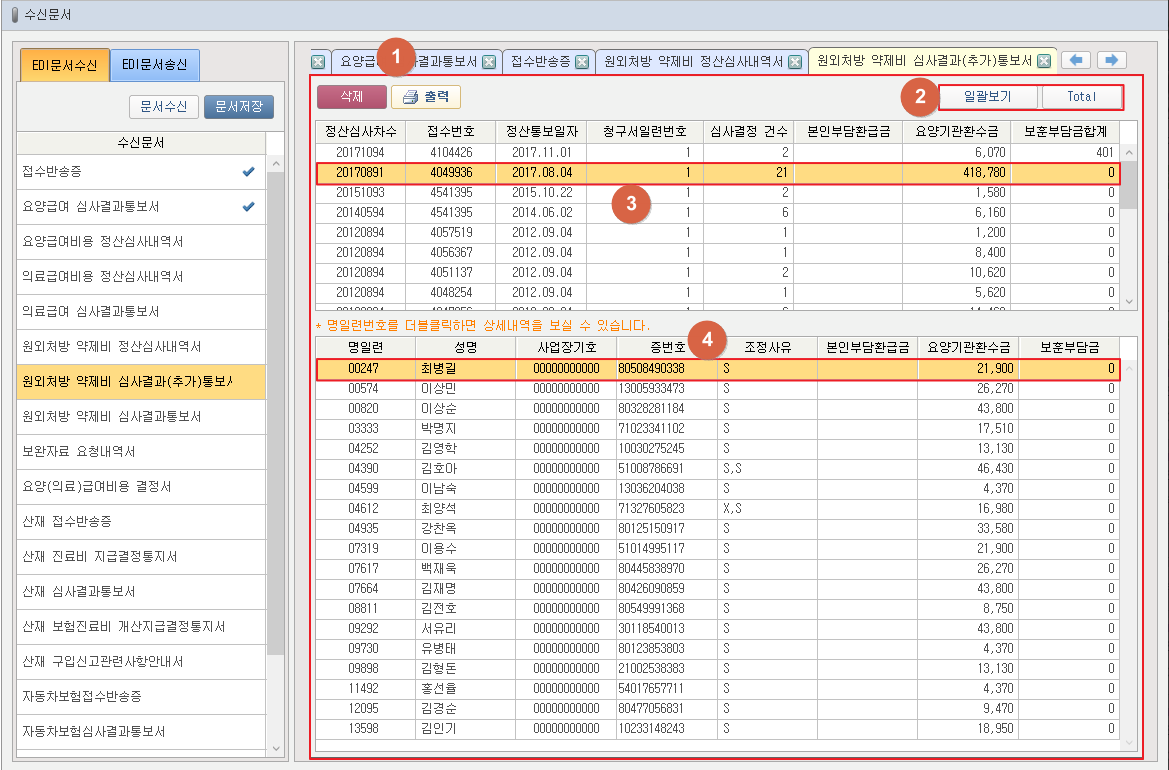 수신문서
EDI문서수신 EDI문서송신
문서수신 문서저장
수신문서
접수반송증
요양급여 심사결과통보서
요양급여비용 정산심사내역서
의료급여비용 정산심사내역서
의료급여 심사결과통보서
원외처방 약제비 정산심사내역서
원외처방 약제비 심사결과(추가)통보서
원외처방 약제비 심사결과통보서
보완자료 요청내역서
요양(의료)급여비용 결정서
산재 접수반송증
산재 진료비 지급결정통지서
산재 심사결과통보서
산재 보험진료비 개산지급결정통지서
산재 구입신고관련사항안내서
자동차보험접수반송증
자동차보험심사결과통보서
요양급 1 결과통보서 접수반송증 원외처방 약제비 정산심사내역서 원외처방 약제비 심사결과(추가)통보서
삭제 출력 2 일괄보기 Total
정산심사차수 접수번호 정산통보일자 청구서일련번호 심사결정 건수 본인부담환급금 요양기관환수금 보훈부담금합계
20171094 4104426 2017.11.01 1 2 6,070 401
20170891 4049936 2017.08.04 1 21 418,780 0
20151093 4541395 2015.10.22 1 2 1,580 0
3
20140594 4541395 2014.06.02 1 6 6,160 0
20120894 4057519 2012.09.04 1 1 1,200 0
20120894 4056367 2012.09.04 1 1 8,400 0
20120894 4051137 2012.09.04 1 2 10,620 0
20120894 4048254 2012.09.04 1 1 5,620 0
* 명일련번호를 더블클릭하면 상세내역을 보실 수 있습니다.
4
명일련 성명 사업장기호 증번호 조정사유 본인부담환급금 요양기관환수금 보훈부담금
00247 최병길 00000000000 80508490338 S 21,900 0
00574 이상민 00000000000 13005933473 S 26,270 0
00820 이상순 00000000000 80328281184 S 43,800 0
03333 박명지 00000000000 71023341102 S 17,510 0
04252 김영학 00000000000 10030275245 S 13,130 0
04390 김호아 00000000000 51008786691 S,S 46,430 0
04599 이남숙 00000000000 13036204038 S 4,370 0
04612 최양석 00000000000 71327605823 X,S 16,980 0
04935 강찬옥 00000000000 80125150917 S 33,580 0
07319 이용수 00000000000 51014995117 S 21,900 0
07617 백재욱 00000000000 80445838970 S 26,270 0
07664 김재명 00000000000 80426090859 S 43,800 0
08811 김전호 00000000000 80549991368 S 8,750 0
09292 서유리 00000000000 30118540013 S 43,800 0
09730 유병태 00000000000 80123853803 S 4,370 0
09898 김형돈 00000000000 21002538383 S 13,130 0
11492 홍선율 00000000000 54017657711 S 4,370 0
12095 김경순 00000000000 80477056831 S 9,470 0
13598 김인기 00000000000 10233148243 S 18,950 0